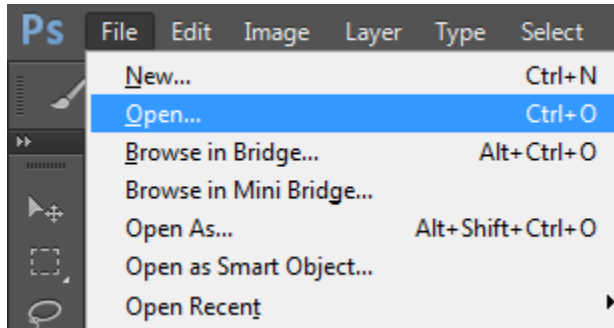 Ps File Edit Image Layer Type Select
New... Ctrl+N
Open... Ctrl+O
Browse in Bridge... Alt+Ctrl+O
Browse in Mini Bridge...
Open As... Alt+Shift+Ctrl+O
Open as Smart Object...
Open Recent